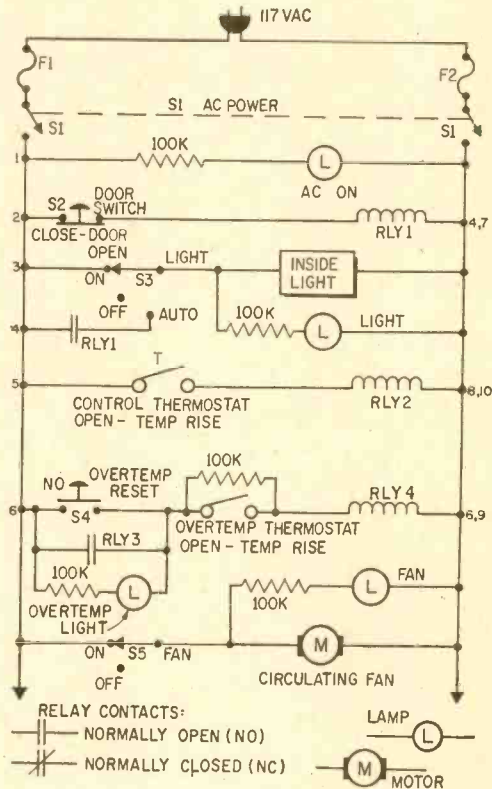 117 VAC
F1
F2
S1 AC POWER
S1
S1
1
100K
L
AC ON
2
S2
DOOR
SWITCH
CLOSE-DOOR
OPEN
RLY1
4,7
3
ON
S3
LIGHT
INSIDE
LIGHT
OFF
AUTO
100K
L
LIGHT
4
RLY1
T
5
CONTROL THERMOSTAT
OPEN- TEMP RISE
RLY2
8,10
100K
NO
OVERTEMP
RESET
6
S4
OVERTEMP THERMOSTAT
OPEN-TEMP RISE
RLY 4
6,9
RLY3
100K
L
OVERTEMP
LIGHT
100K
L
FAN
ON
S5
FAN
M
CIRCULATING FAN
OFF
RELAY CONTACTS:
NORMALLY OPEN (NO)
NORMALLY CLOSED (NC)
LAMP
L
M
MOTOR